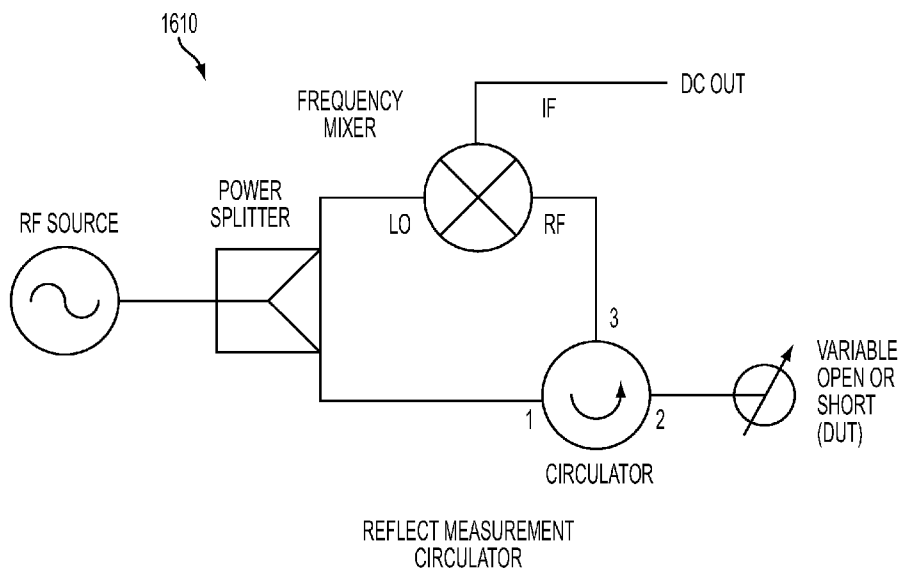 1610
FREQUENCY
MIXER
IF
DC OUT
POWER
SPLITTER
RF SOURCE
LO
RF
3
1
2
VARIABLE
OPEN OR
SHORT
(DUT)
CIRCULATOR
REFLECT MEASUREMENT
CIRCULATOR